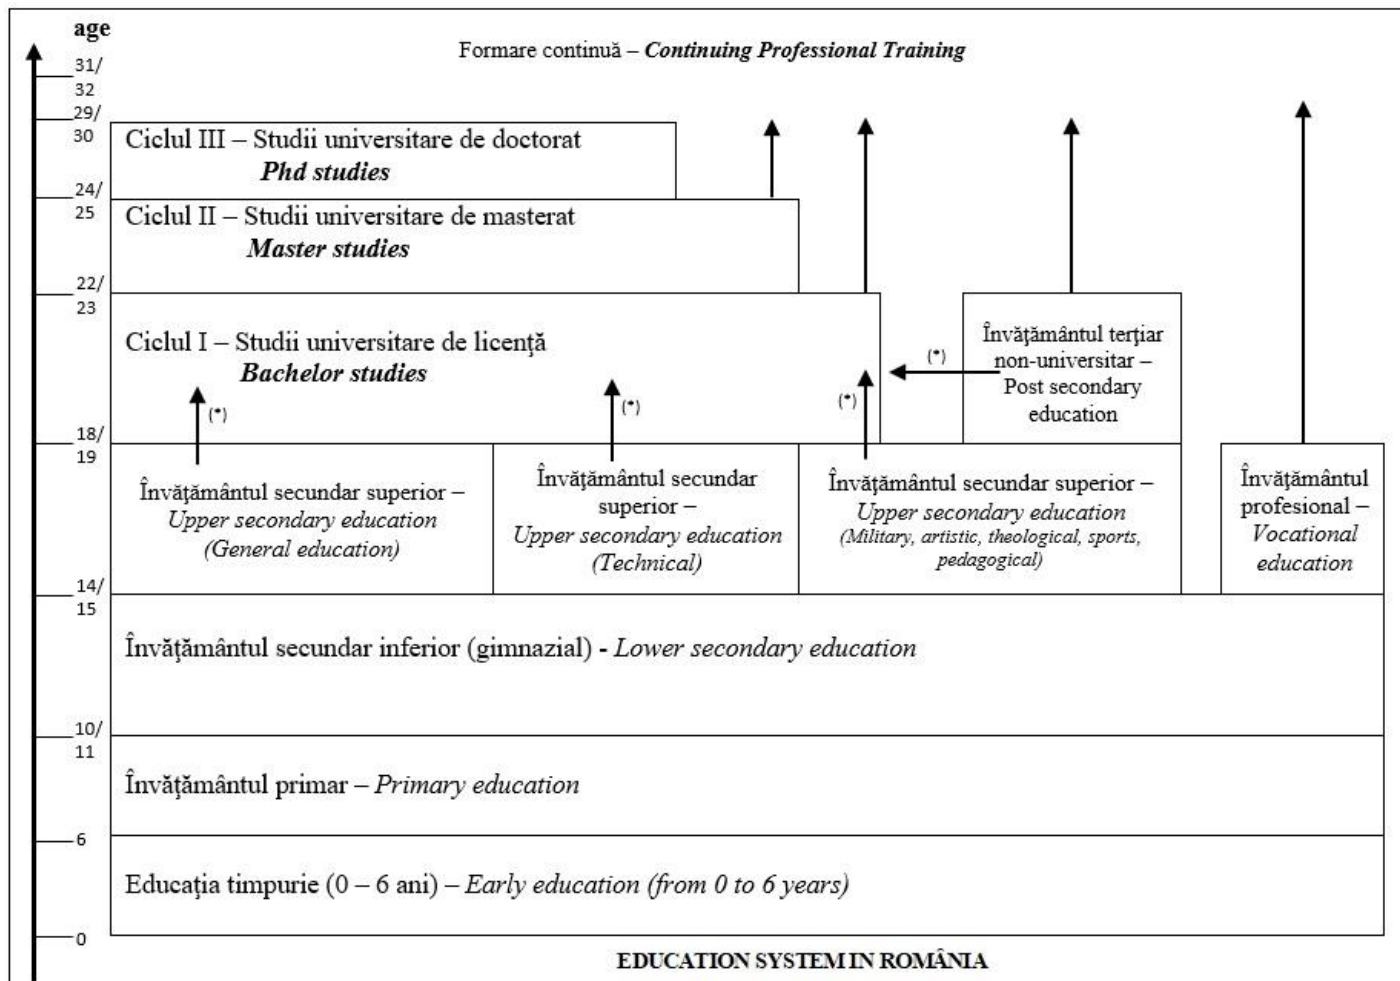 age
Formare continuă – Continuing Professional Training
31/
32
29/
30
Ciclul III – Studii universitare de doctorat
Phd studies
24/
25
Ciclul II – Studii universitare de masterat
Master studies
22/
23
Ciclul I – Studii universitare de licenţă
Bachelor studies
(*)
(*)
(*)
(*)
Învăţământul terţiar
non-universitar –
Post secondary
education
18/
19
Învăţământul secundar superior –
Upper secondary education
(General education)
Învăţământul secundar
superior –
Upper secondary education
(Technical)
Învăţământul secundar superior –
Upper secondary education
(Military, artistic, theological, sports,
pedagogical)
Învăţământul
profesional –
Vocational
education
14/
15
Învăţământul secundar inferior (gimnazial) - Lower secondary education
10/
11
Învăţământul primar – Primary education
6
Educaţia timpurie (0 – 6 ani) – Early education (from 0 to 6 years)
0
EDUCATION SYSTEM IN ROMÂNIA